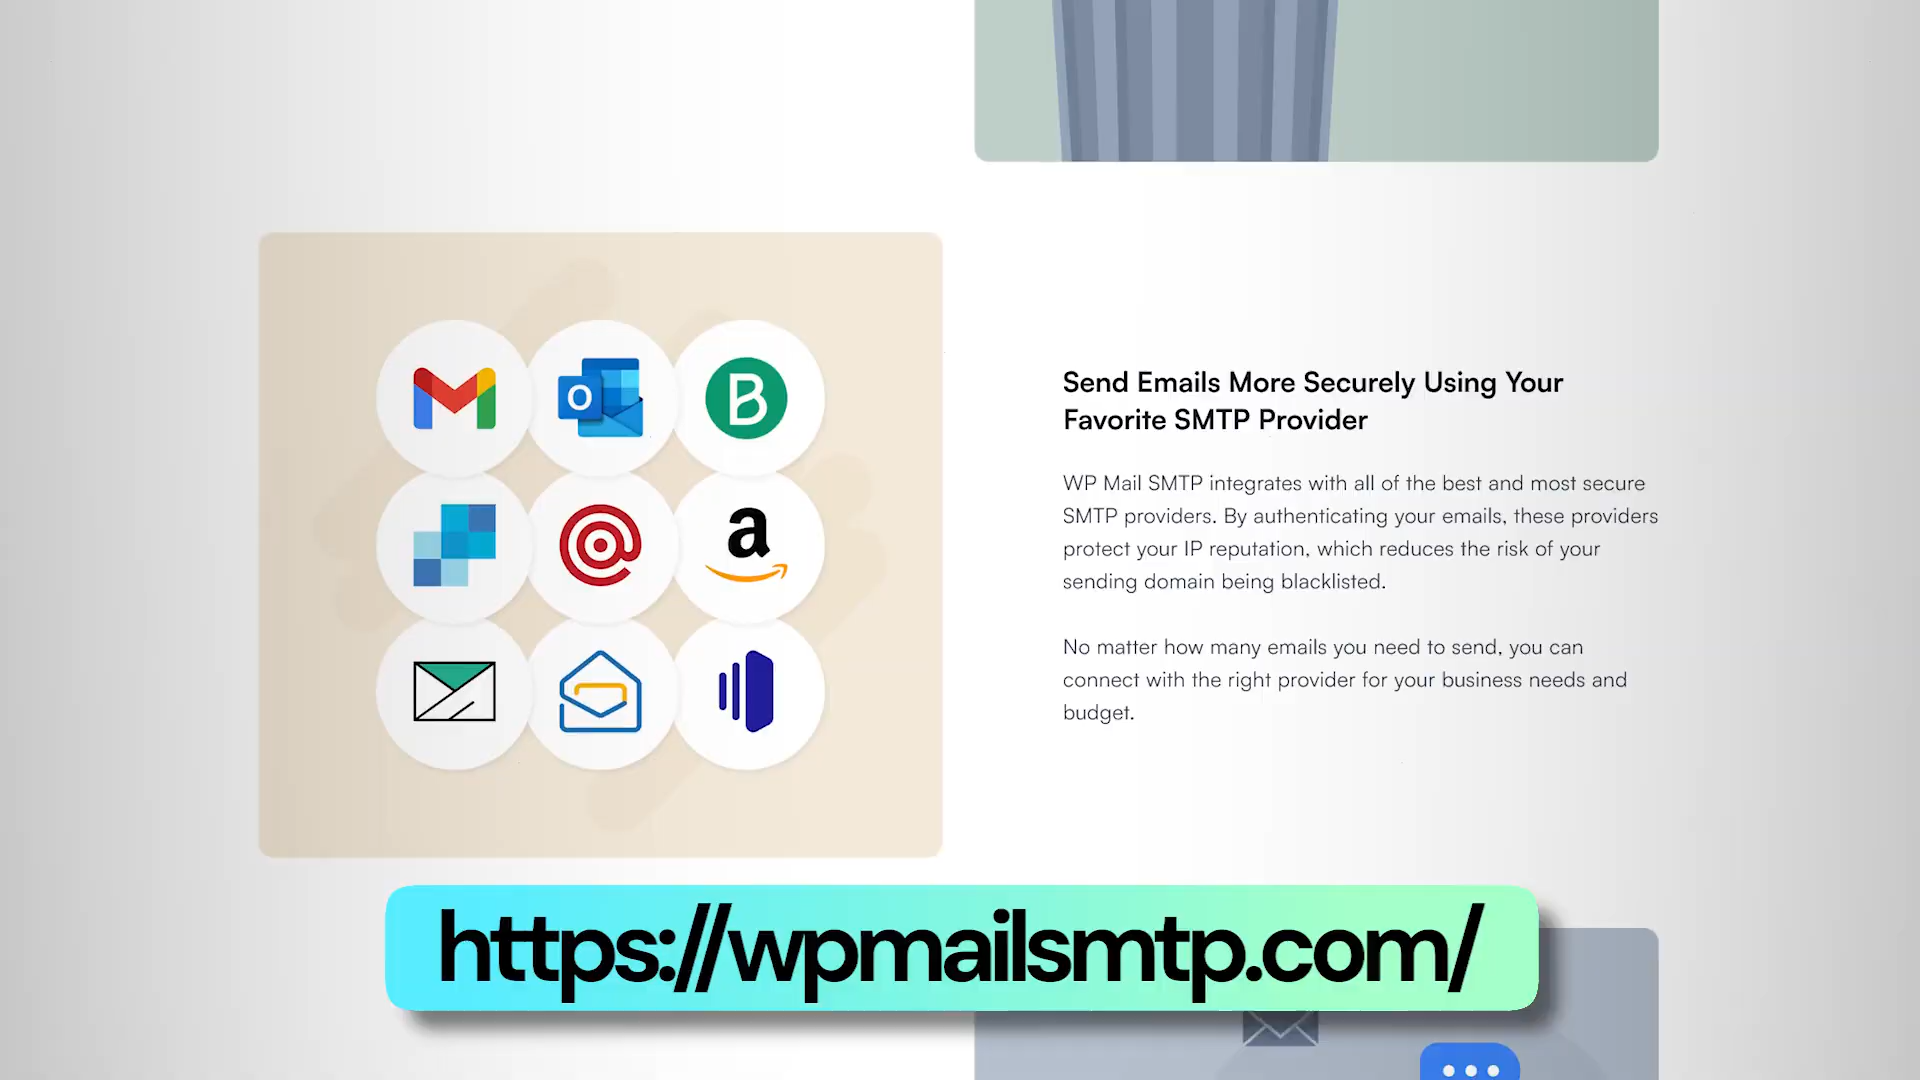 O
B
a
Send Emails More Securely Using Your
Favorite SMTP Provider
WP Mail SMTP integrates with all of the best and most secure
SMTP providers. By authenticating your emails, these providers
protect your IP reputation, which reduces the risk of your
sending domain being blacklisted.
No matter how many emails you need to send, you can
connect with the right provider for your business needs and
budget.
https://wpmailsmtp.com/